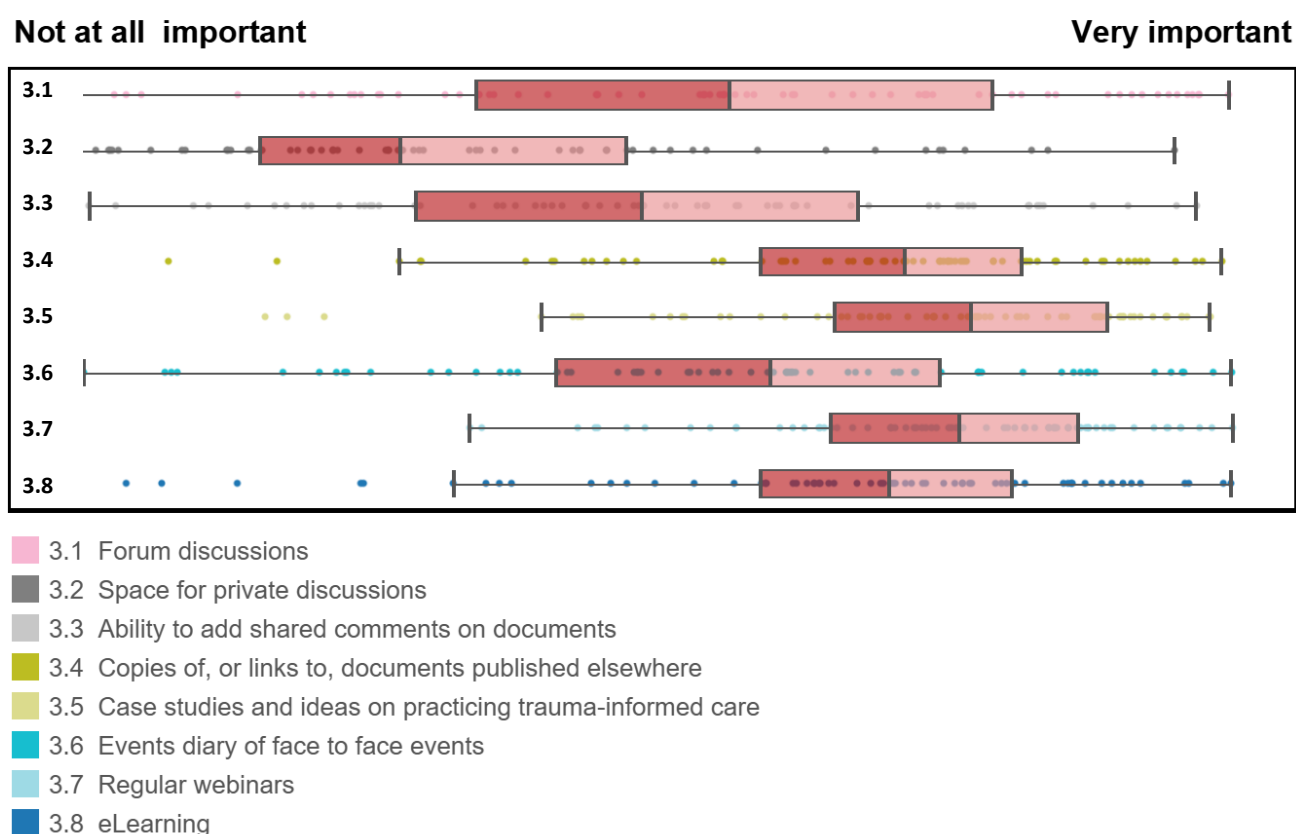 Not at all  important
Very important
3.1
3.2
3.3
3.4
3.5
3.6
3.7
3.8
3.1 Forum discussions
3.2 Space for private discussions
3.3 Ability to add shared comments on documents
3.4 Copies of, or links to, documents published elsewhere
3.5 Case studies and ideas on practicing trauma-informed care
3.6 Events diary of face to face events
3.7 Regular webinars
3.8 eLearning